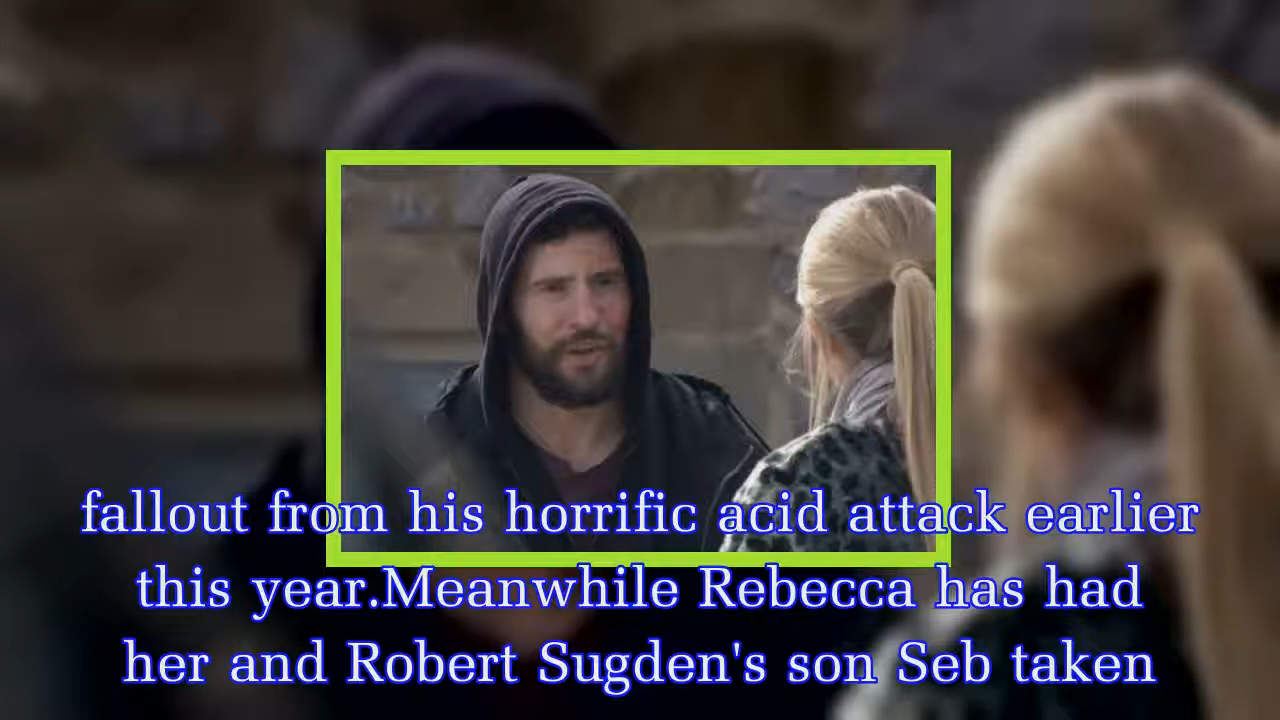 fallout from his horrific acid attack earlier
this year.Meanwhile Rebecca has had
her and Robert Sugden's son Seb taken